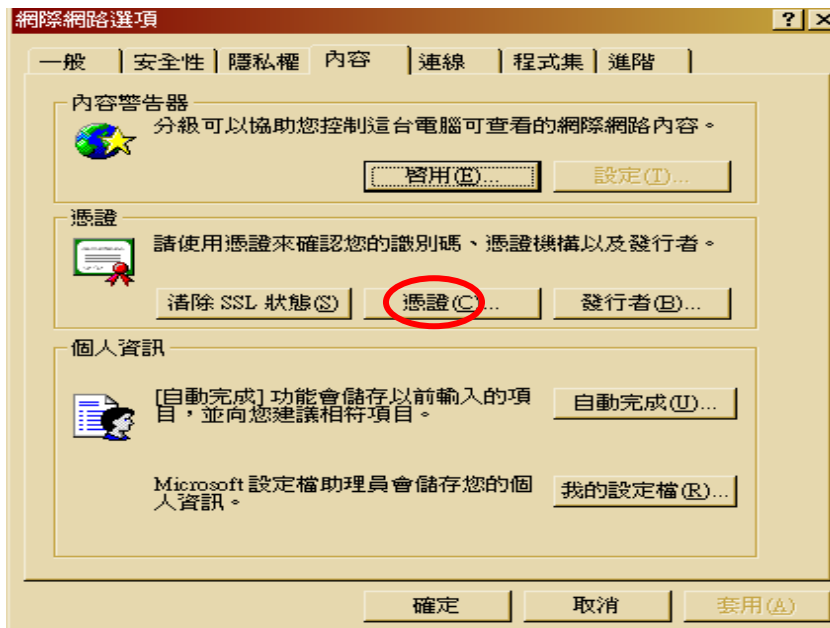 網際網路選項
一般 安全性 隱私權 內容 連線 程式集 進階
內容警告器
分級可以協助您控制這台電腦可查看的網際網路內容。
啟用(E)... 設定(T)...
憑證
請使用憑證來確認您的識別碼、憑證機構以及發行者。
清除 SSL 狀態(S) 憑證(C)... 發行者(B)...
個人資訊
[自動完成] 功能會儲存以前輸入的項
目，並向您建議相符項目。
自動完成(U)...
Microsoft 設定檔助理員會儲存您的個
人資訊。
我的設定檔(R)...
確定 取消 套用(A)